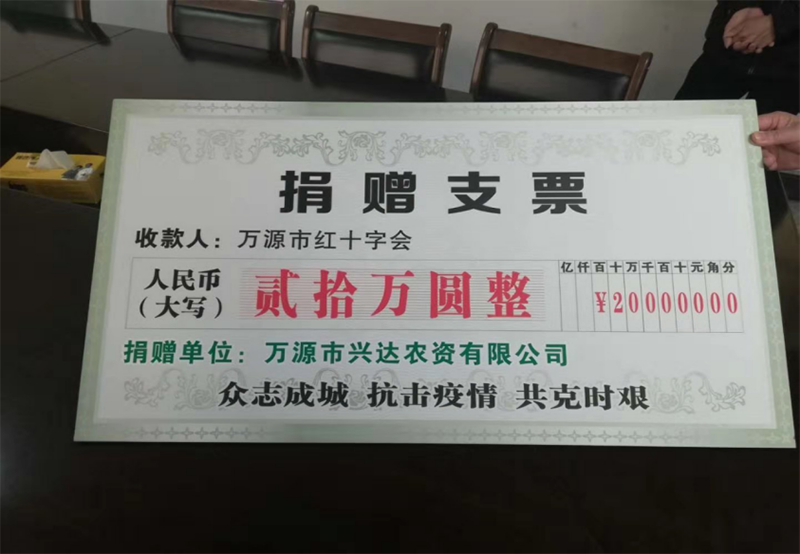 捐赠支票
收款人：万源市红十字会
人民币
（大写）
贰拾万圆整
亿仟百十万千百十元角分
¥20000000
捐赠单位：万源市兴达农资有限公司
众志成城 抗击疫情 共克时艰